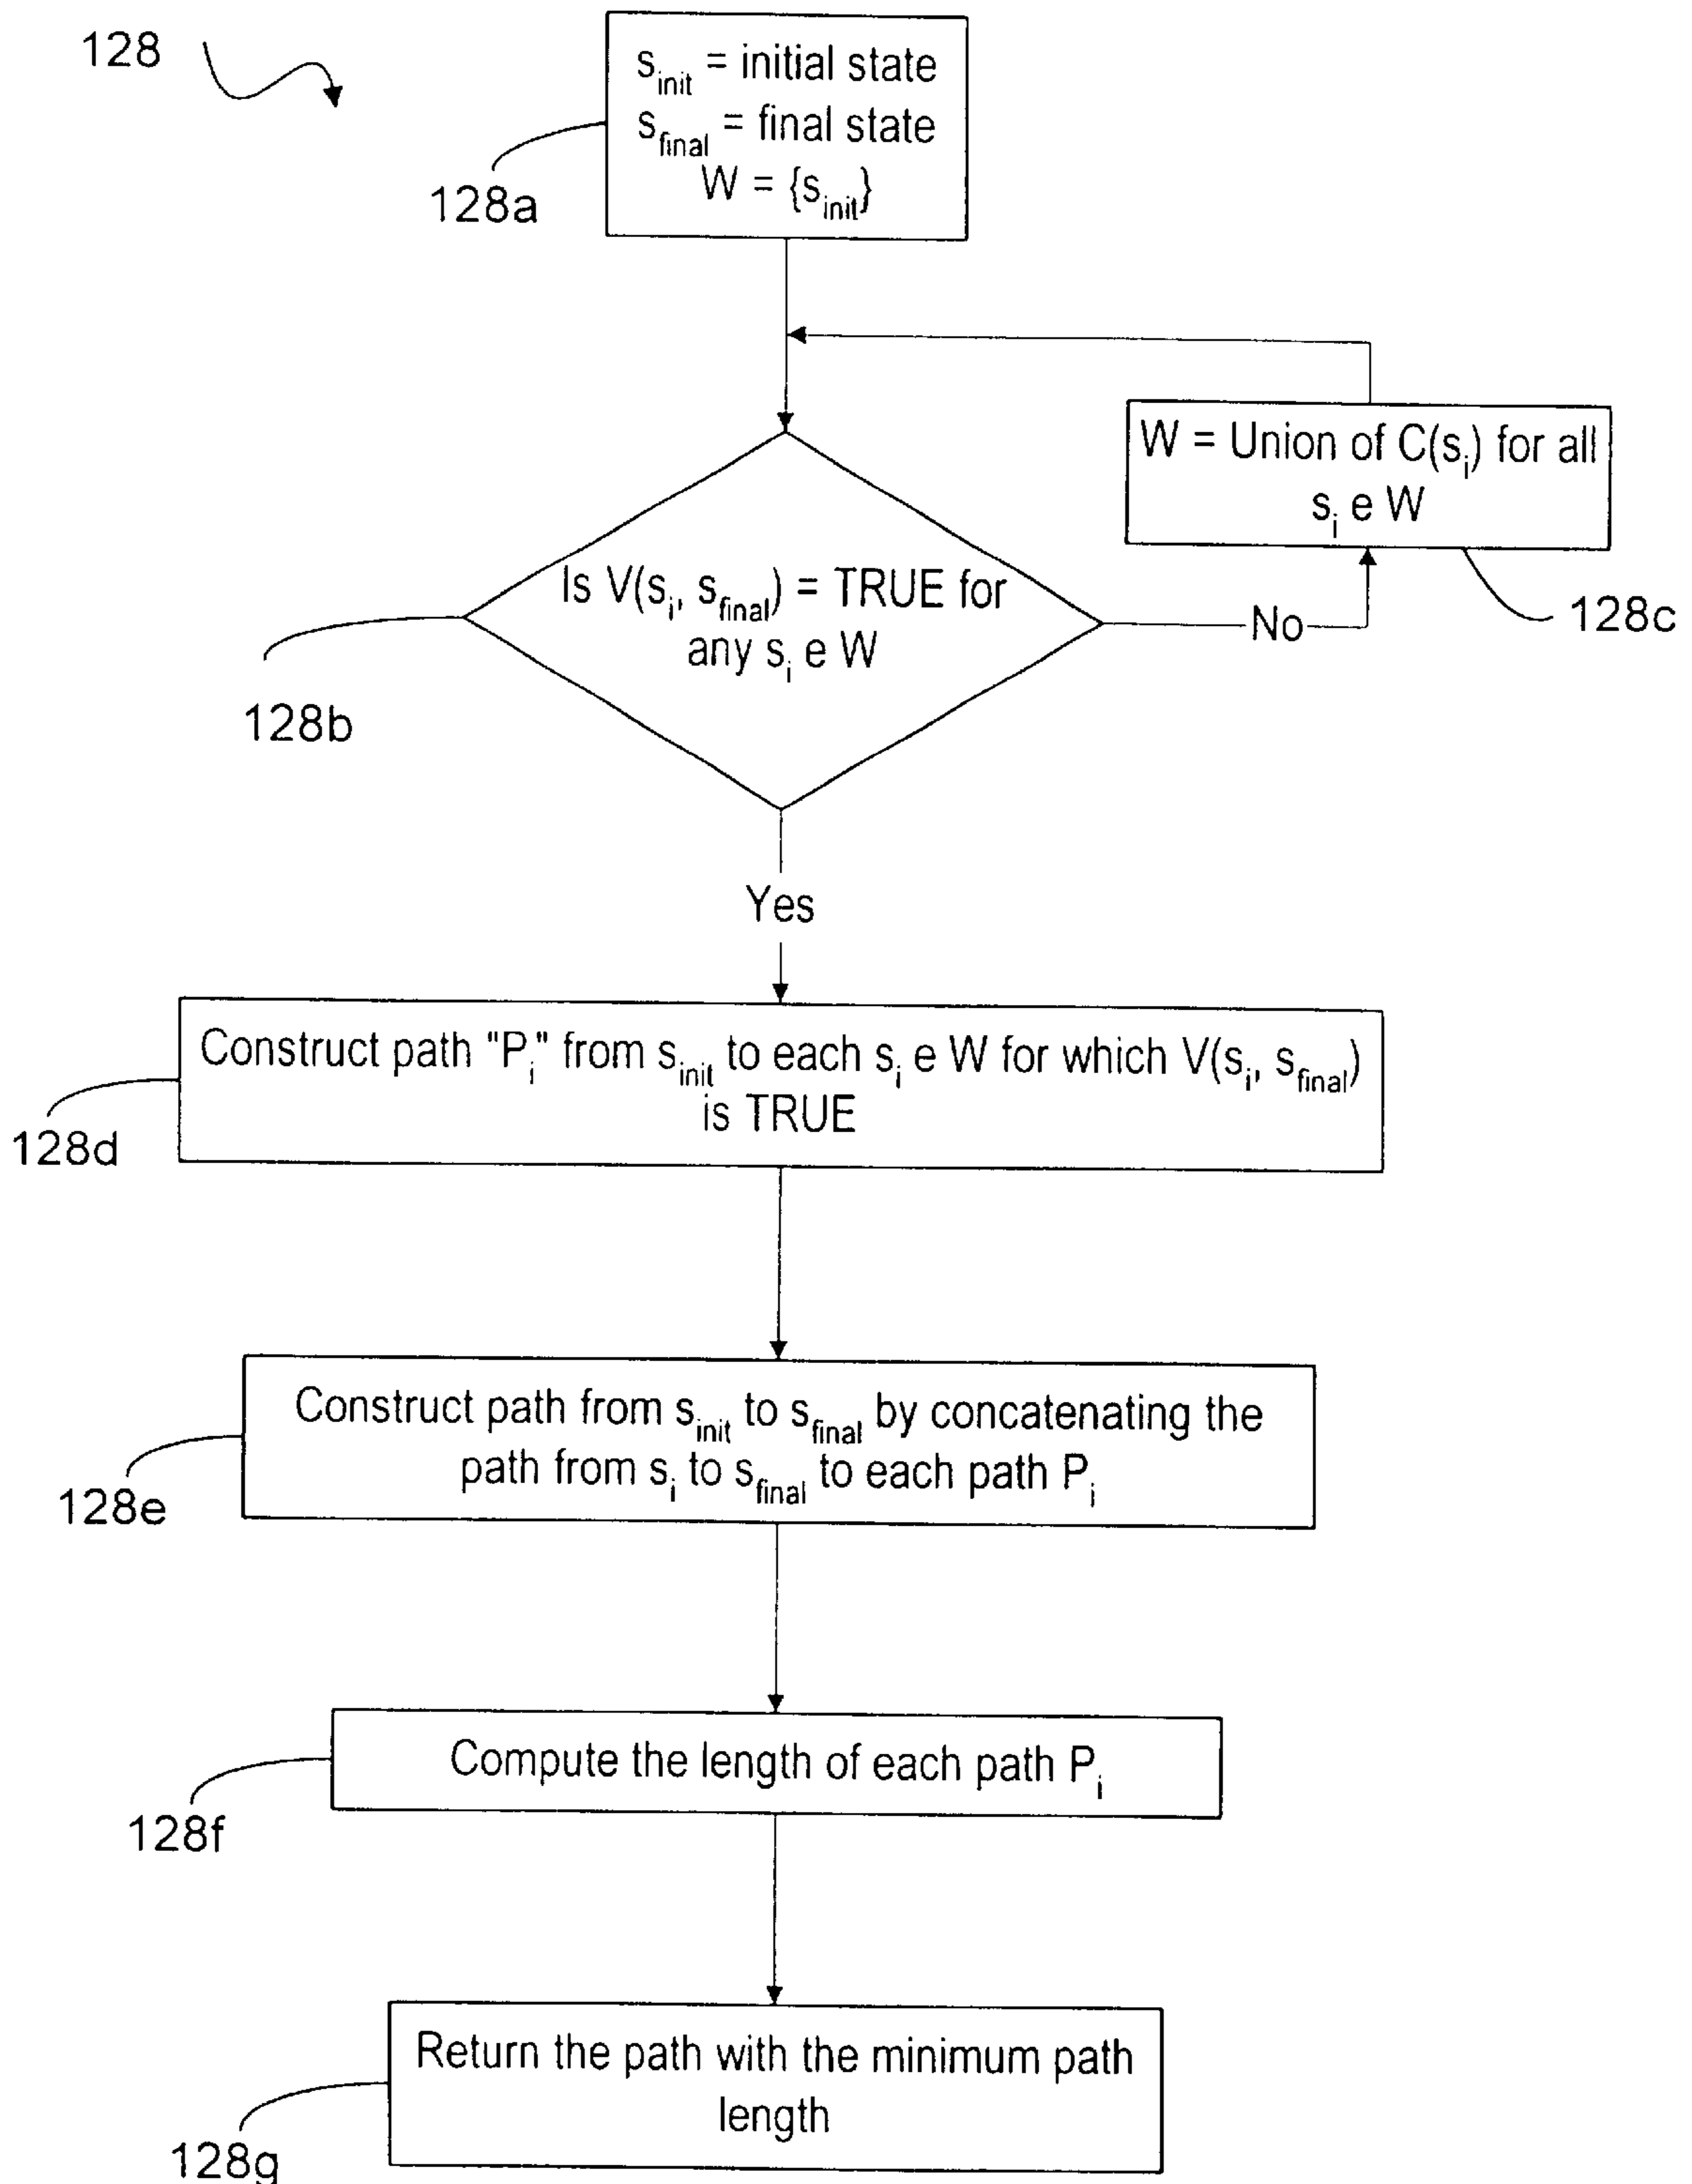 128
s_init = initial state
s_final = final state
W = {s_init}
128a
W = Union of C(s_i) for all
s_i e W
128c
Is V(s_i, s_final) = TRUE for
any s_i e W
No
128b
Yes
Construct path "P_i" from s_init to each s_i e W for which V(s_i, s_final)
is TRUE
128d
Construct path from s_init to s_final by concatenating the
path from s_i to s_final to each path P_i
128e
Compute the length of each path P_i
128f
Return the path with the minimum path
length
128g